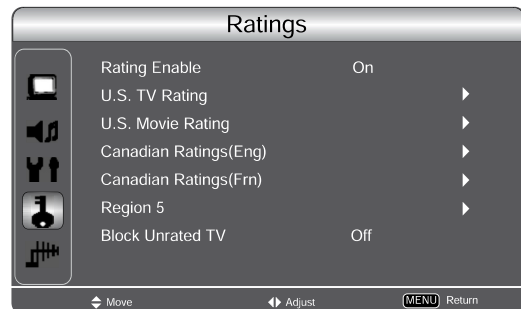 Ratings
Rating Enable On
U.S. TV Rating
U.S. Movie Rating
Canadian Ratings(Eng)
Canadian Ratings(Frn)
Region 5
Block Unrated TV Off
Move Adjust MENU Return